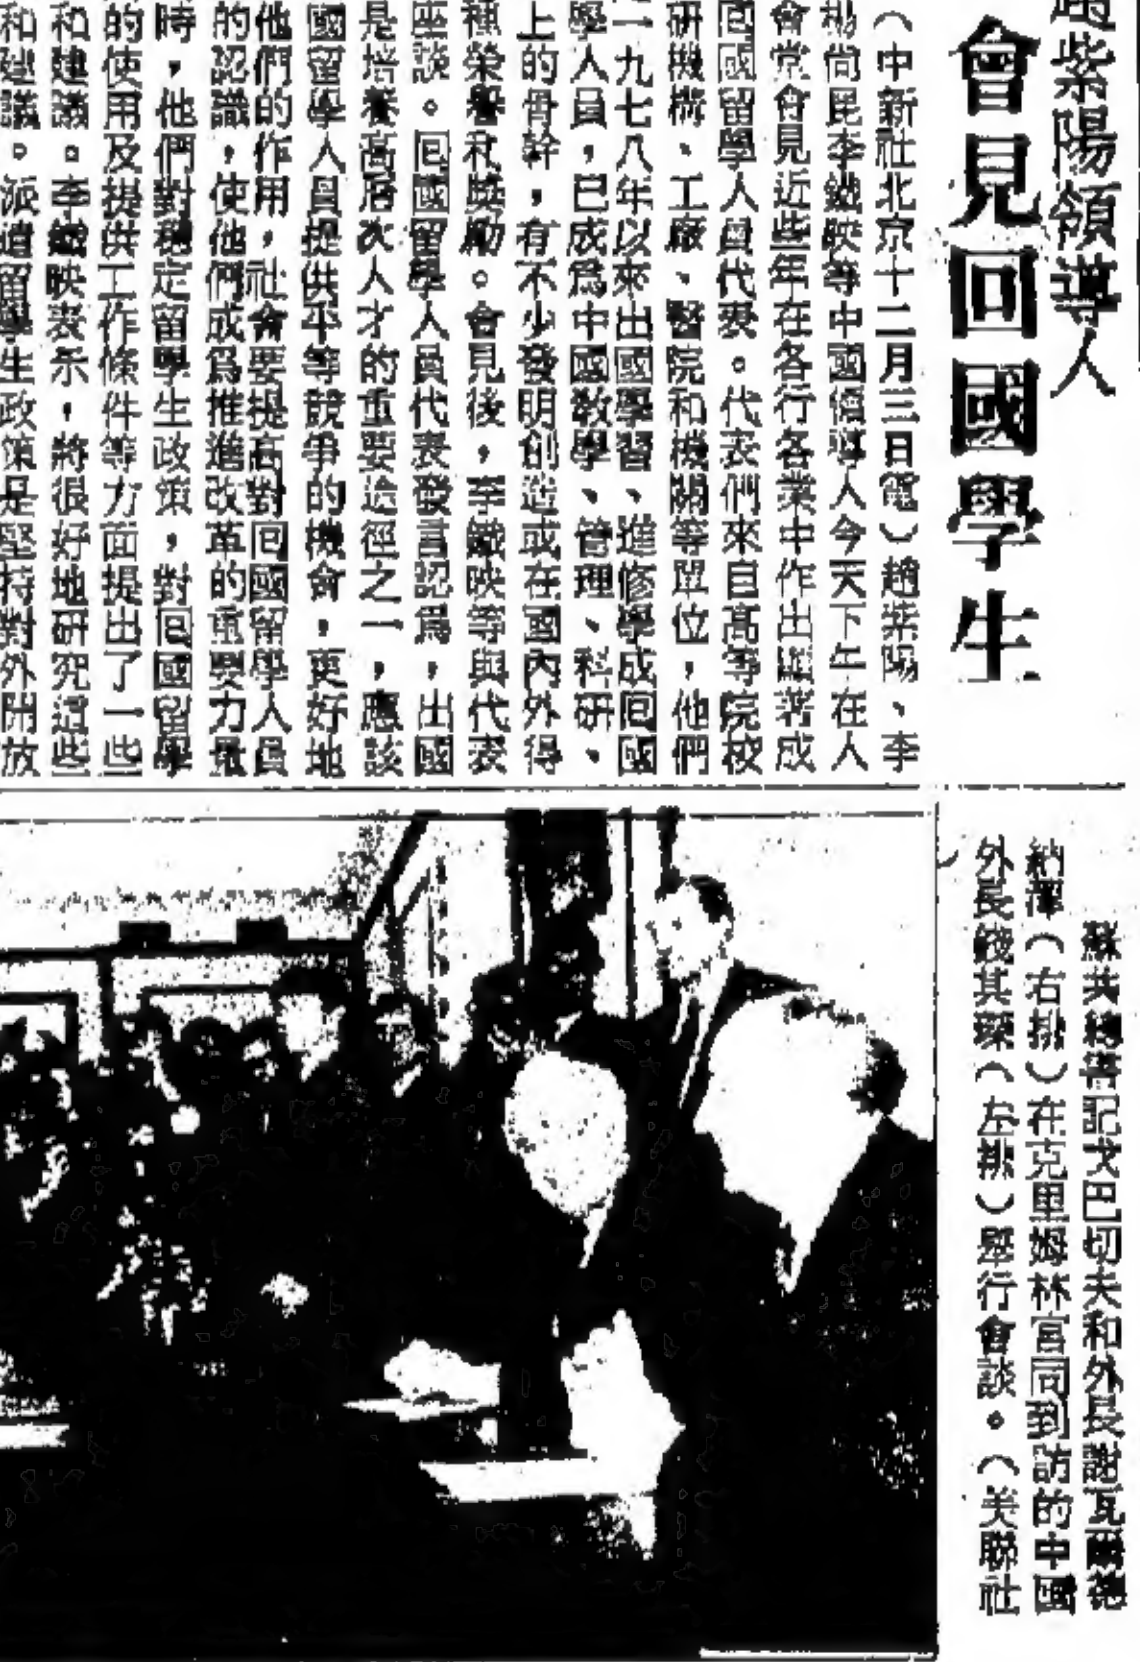 趙紫陽領導人
會見回國學生
（中新社北京十二月三日電）趙紫陽、李
楊尚昆李鐵映等中國領導人今天下午在人
會堂會見近些年在各行各業中作出顯著成
囘國留學人員代表。代表們來自高等院校
研機構、工廠、醫院和機關等單位，他們
一九七八年以來出國學習、進修學成囘國
學人員，已成爲中國教學、管理、科研、
上的骨幹，有不少發明創造或在國內外得
種榮譽和獎勵。會見後，李鐵映等與代表
座談。囘國留學人員代表發言認爲，出國
是培養高层次人才的重要途徑之一，應該
國留學人員提供平等競爭的機會，更好地
他們的作用，社會要提高對囘國留學人員
的認識，使他們成爲推進改革的重要力量
時，他們對穩定留學生政策，對囘國留學
的使用及提供工作條件等方面提出了一些
和建議。李鐵映表示，將很好地研究這些
和建議。派遣留學生政策是堅持對外開放
蘇共總書記戈巴切夫和外長謝瓦爾德
納澤（右排）在克里姆林宮同到訪的中國
外長錢其琛（左排）舉行會談。（美聯社